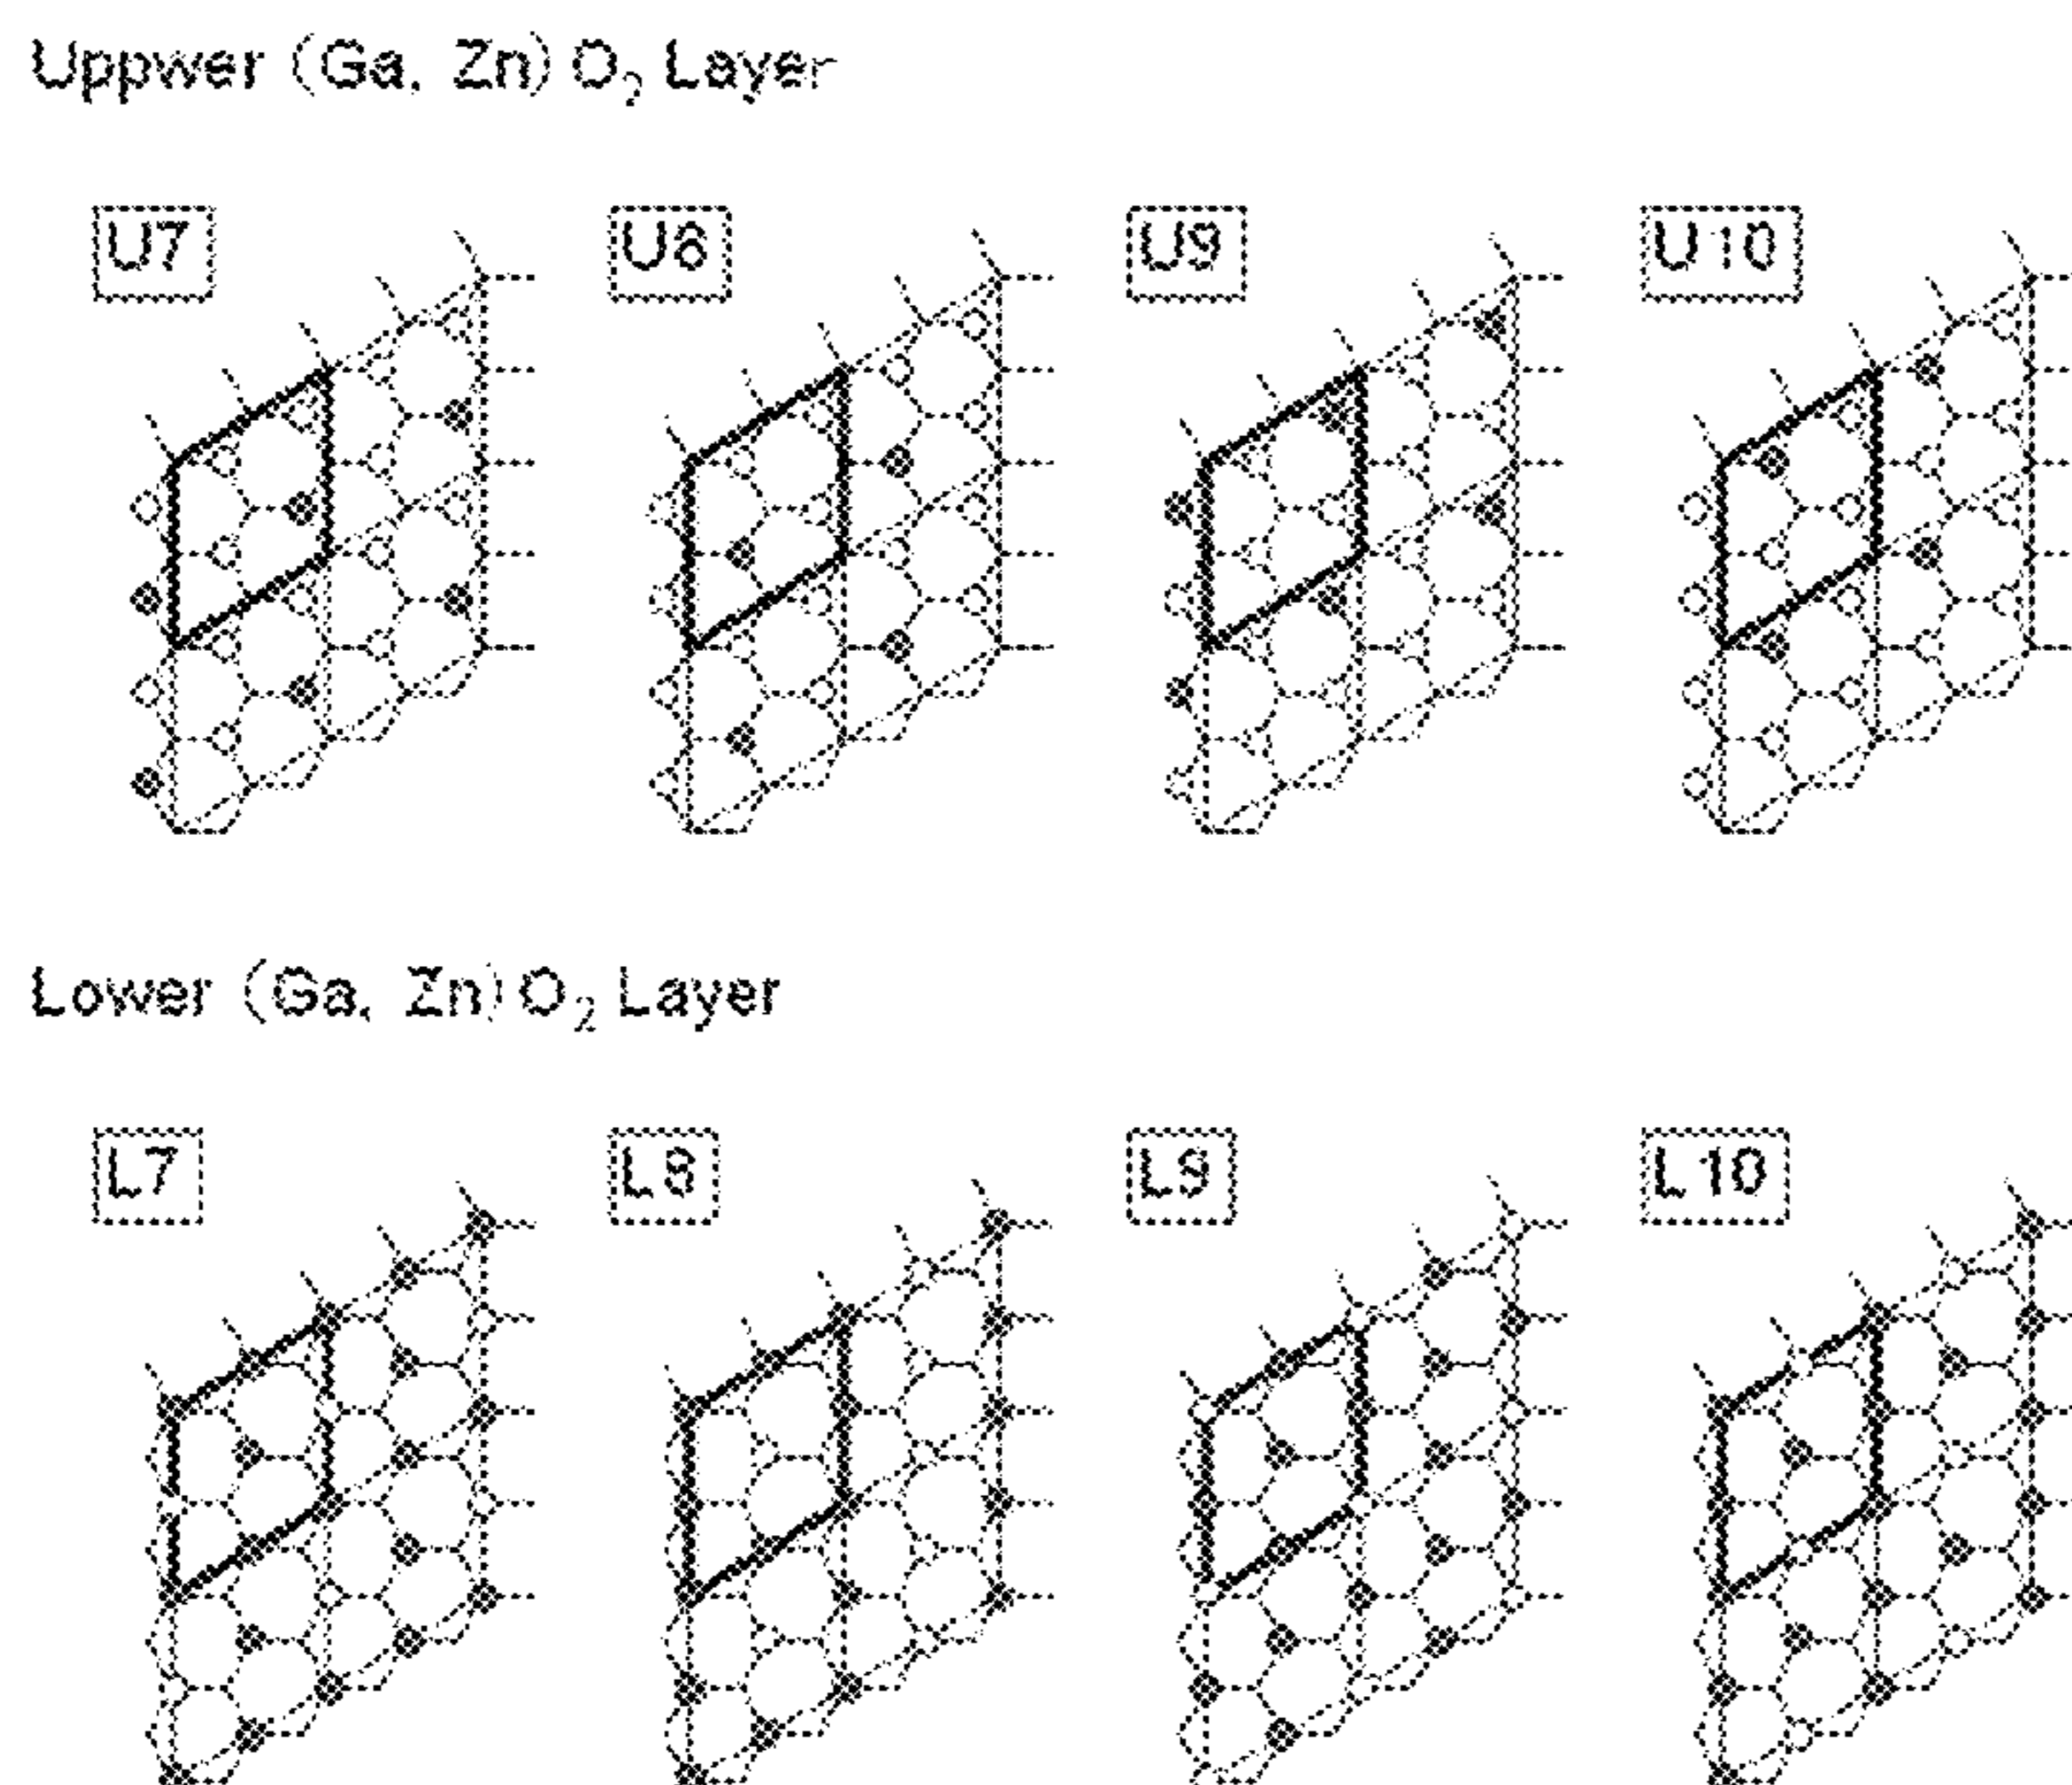 Uppwer (Ga, Zn) O₂ Layer
U7 U8 U9 U10
Lower (Ga, Zn) O₂ Layer
L7 L8 L9 L10